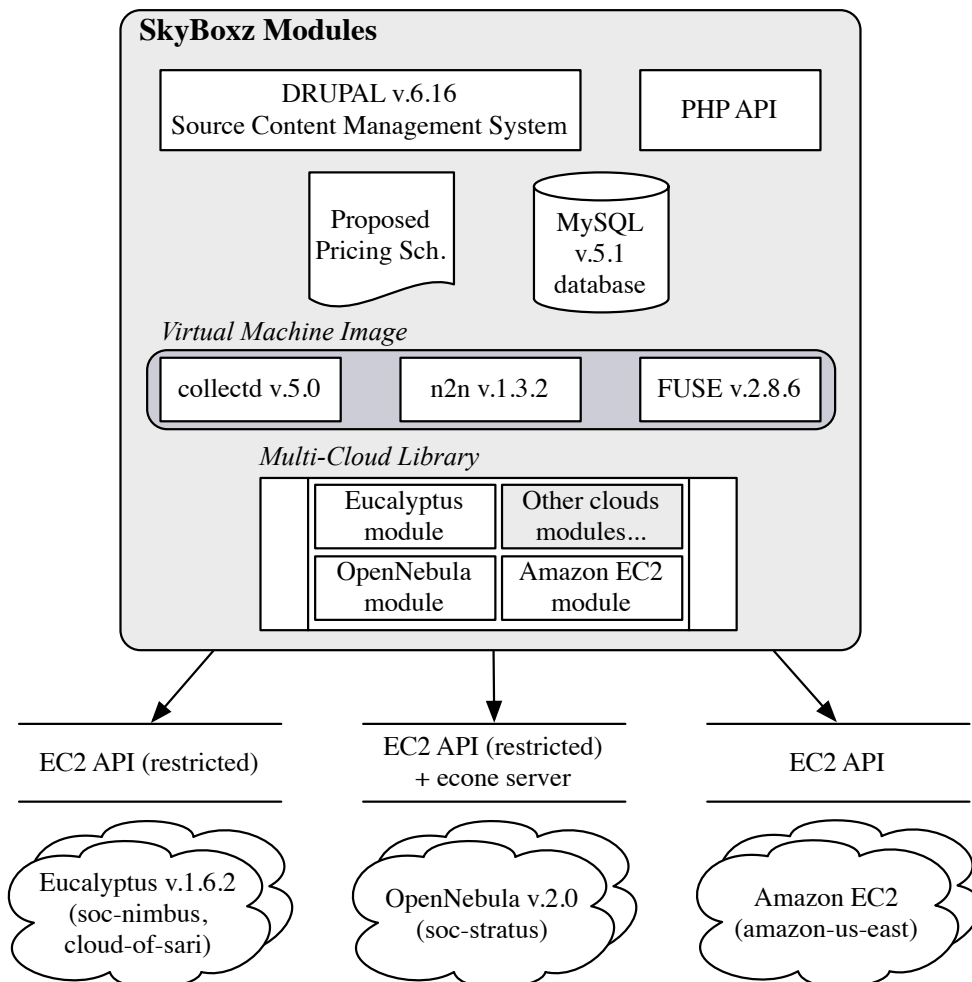 SkyBoxz Modules
DRUPAL v.6.16
Source Content Management System
PHP API
Proposed
Pricing Sch.
MySQL
v.5.1
database
Virtual Machine Image
collectd v.5.0
n2n v.1.3.2
FUSE v.2.8.6
Multi-Cloud Library
Eucalyptus
module
Other clouds
modules...
OpenNebula
module
Amazon EC2
module
EC2 API (restricted)
EC2 API (restricted)
+ econe server
EC2 API
Eucalyptus v.1.6.2
(soc-nimbus,
cloud-of-sari)
OpenNebula v.2.0
(soc-stratus)
Amazon EC2
(amazon-us-east)